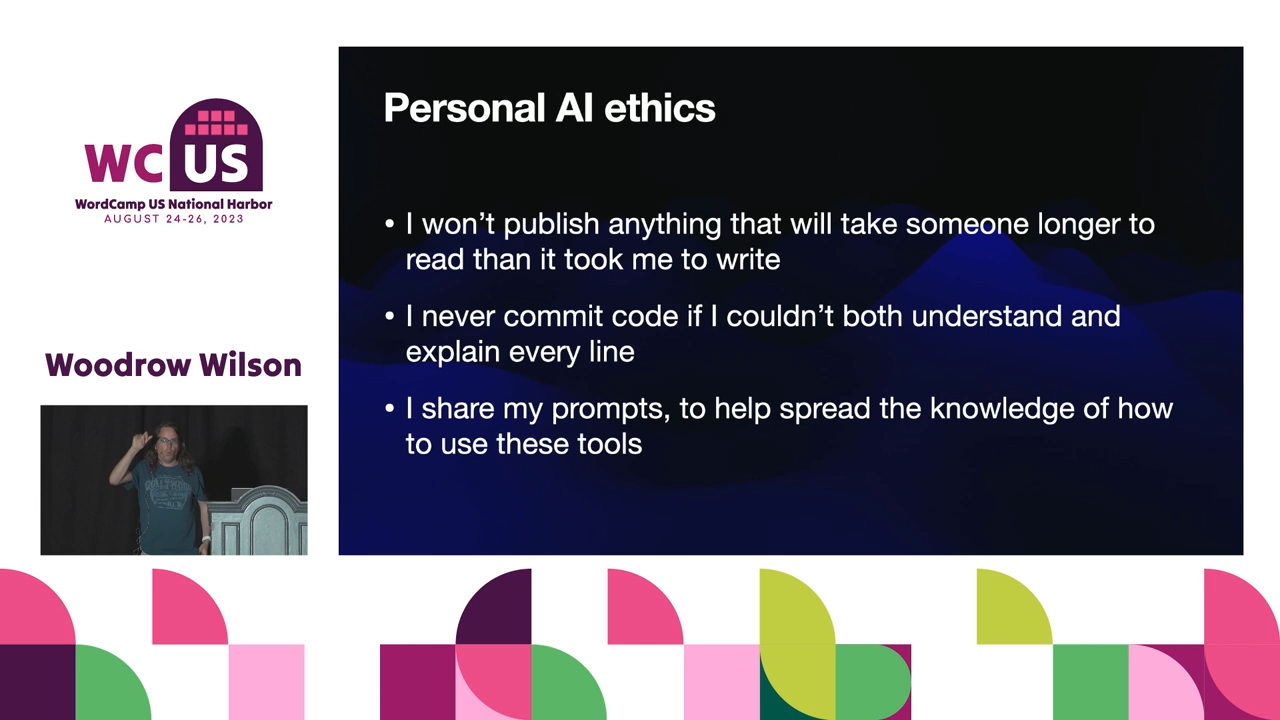 WC US
WordCamp US National Harbor
AUGUST 24-26, 2023
Woodrow Wilson
Personal AI ethics
• I won’t publish anything that will take someone longer to
read than it took me to write
• I never commit code if I couldn’t both understand and
explain every line
• I share my prompts, to help spread the knowledge of how
to use these tools